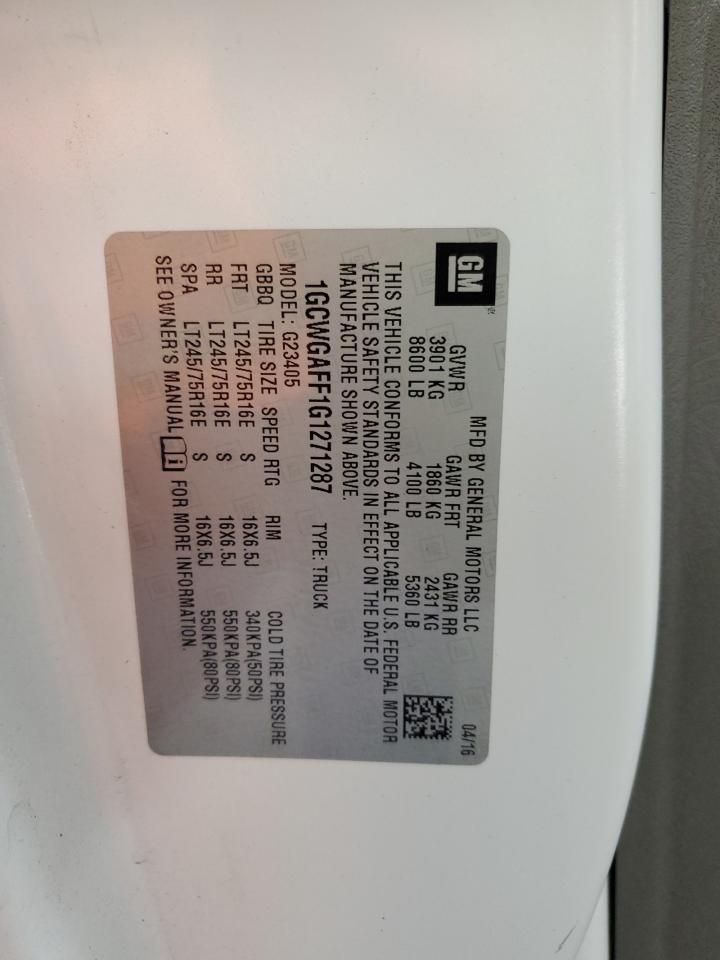 GM
MFD BY GENERAL MOTORS LLC 04/16
GVWR GAWR FRT GAWR RR
3901 KG 1860 KG 2431 KG
8600 LB 4100 LB 5360 LB
THIS VEHICLE CONFORMS TO ALL APPLICABLE U.S. FEDERAL MOTOR
VEHICLE SAFETY STANDARDS IN EFFECT ON THE DATE OF
MANUFACTURE SHOWN ABOVE.
1GCWGAFF1G1271287 TYPE: TRUCK
MODEL: G23405
GBBQ TIRE SIZE SPEED RTG RIM COLD TIRE PRESSURE
FRT LT245/75R16E S 16X6.5J 340KPA(50PSI)
RR LT245/75R16E S 16X6.5J 550KPA(80PSI)
SPA LT245/75R16E S 16X6.5J 550KPA(80PSI)
SEE OWNER'S MANUAL i FOR MORE INFORMATION.